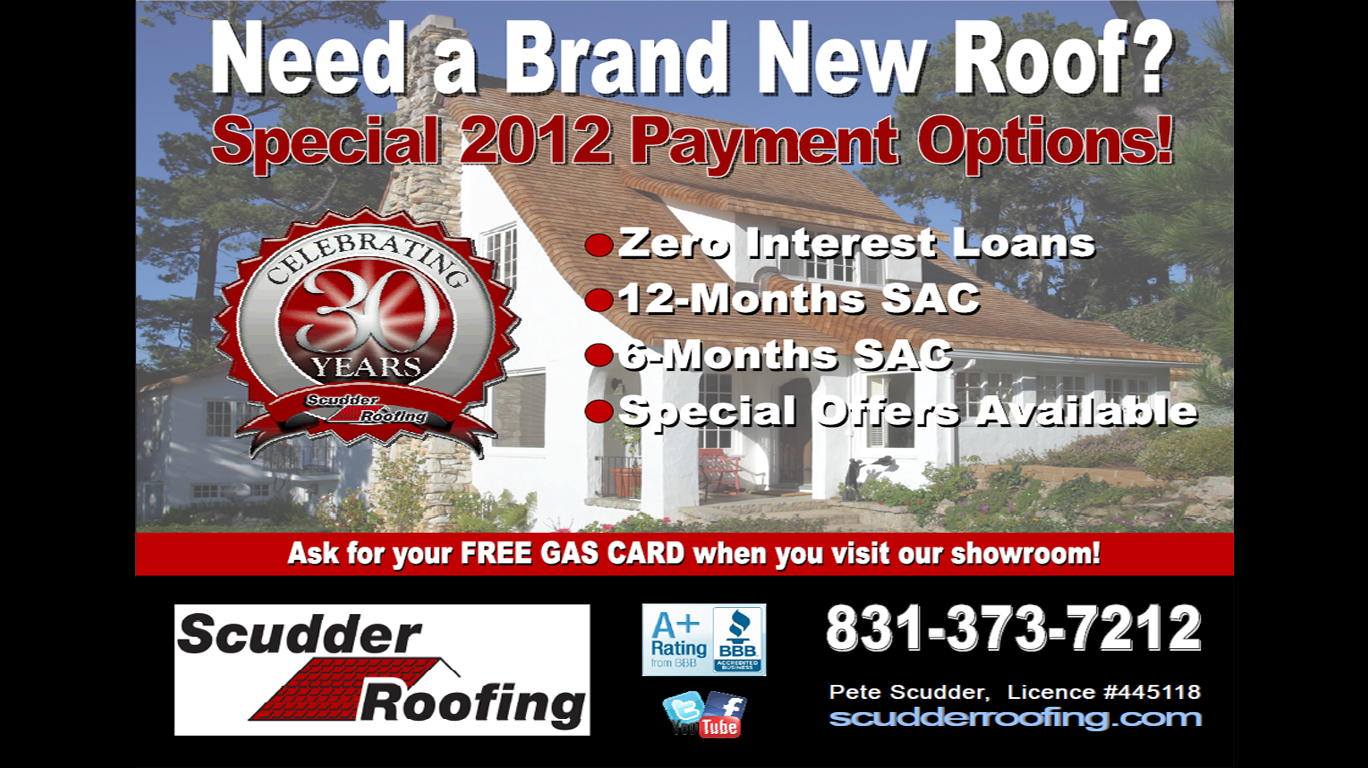 Need a Brand New Roof?
Special 2012 Payment Options!
CELEBRATING
30
YEARS
Scudder
Roofing
Zero Interest Loans
12-Months SAC
6-Months SAC
Special Offers Available
Ask for your FREE GAS CARD when you visit our showroom!
Scudder
Roofing
A+
Rating
from BBB
BBB.
ACCREDITED
BUSINESS
YouTube
831-373-7212
Pete Scudder, Licence #445118
scudderroofing.com